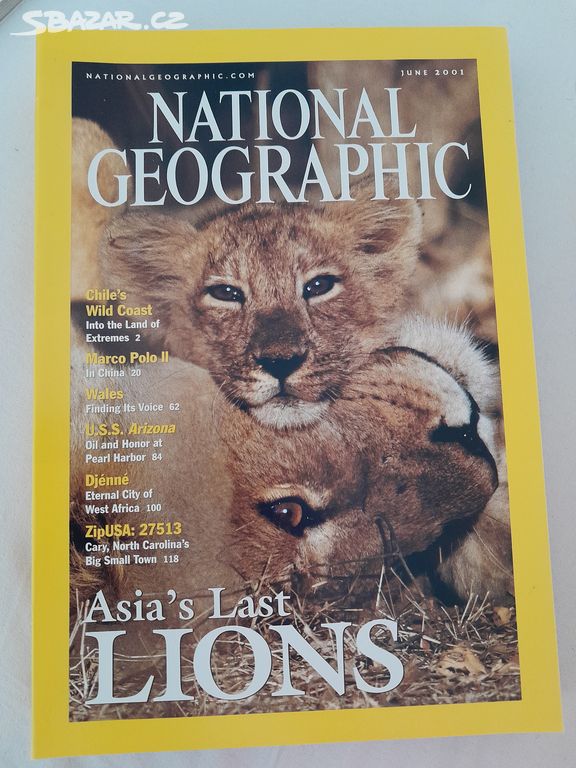 SBAZAR.CZ
NATIONALGEOGRAPHIC.COM JUNE 2001
NATIONAL
GEOGRAPHIC
Chile's
Wild Coast
Into the Land of
Extremes 2
Marco Polo II
In China 20
Wales
Finding Its Voice 62
U.S.S. Arizona
Oil and Honor at
Pearl Harbor 84
Djénné
Eternal City of
West Africa 100
ZipUSA: 27513
Cary, North Carolina's
Big Small Town 118
Asia's Last
LIONS